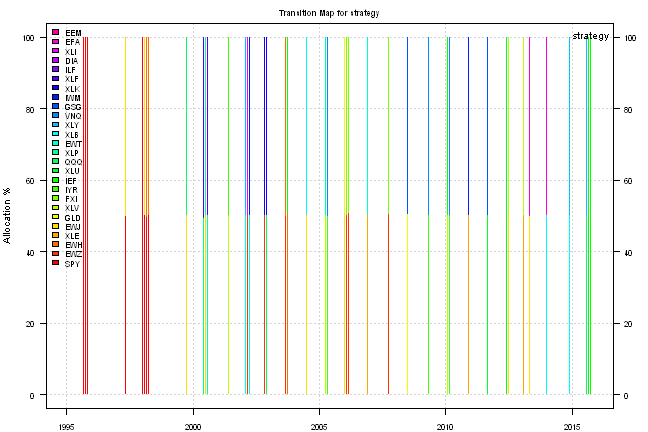 Transition Map for strategy
strategy
EEM
EFA
XLI
DIA
ILF
XLF
XLK
IWM
GSG
VNQ
XLY
XLB
EWT
XLP
QQQ
XLU
IEF
IYR
FXI
XLV
GLD
EWJ
XLE
EWH
EWZ
SPY
Allocation %
100
80
60
40
20
0
100
80
60
40
20
0
1995 2000 2005 2010 2015